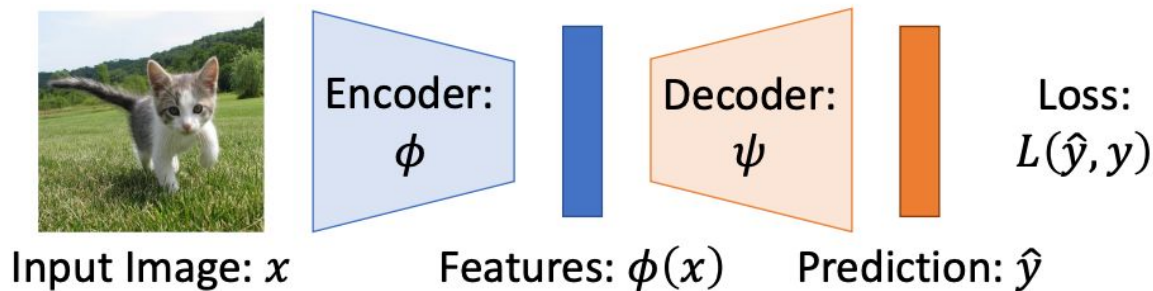 Encoder:
ϕ
Decoder:
ψ
Loss:
L(ŷ, y)
Input Image: x
Features: ϕ(x)
Prediction: ŷ